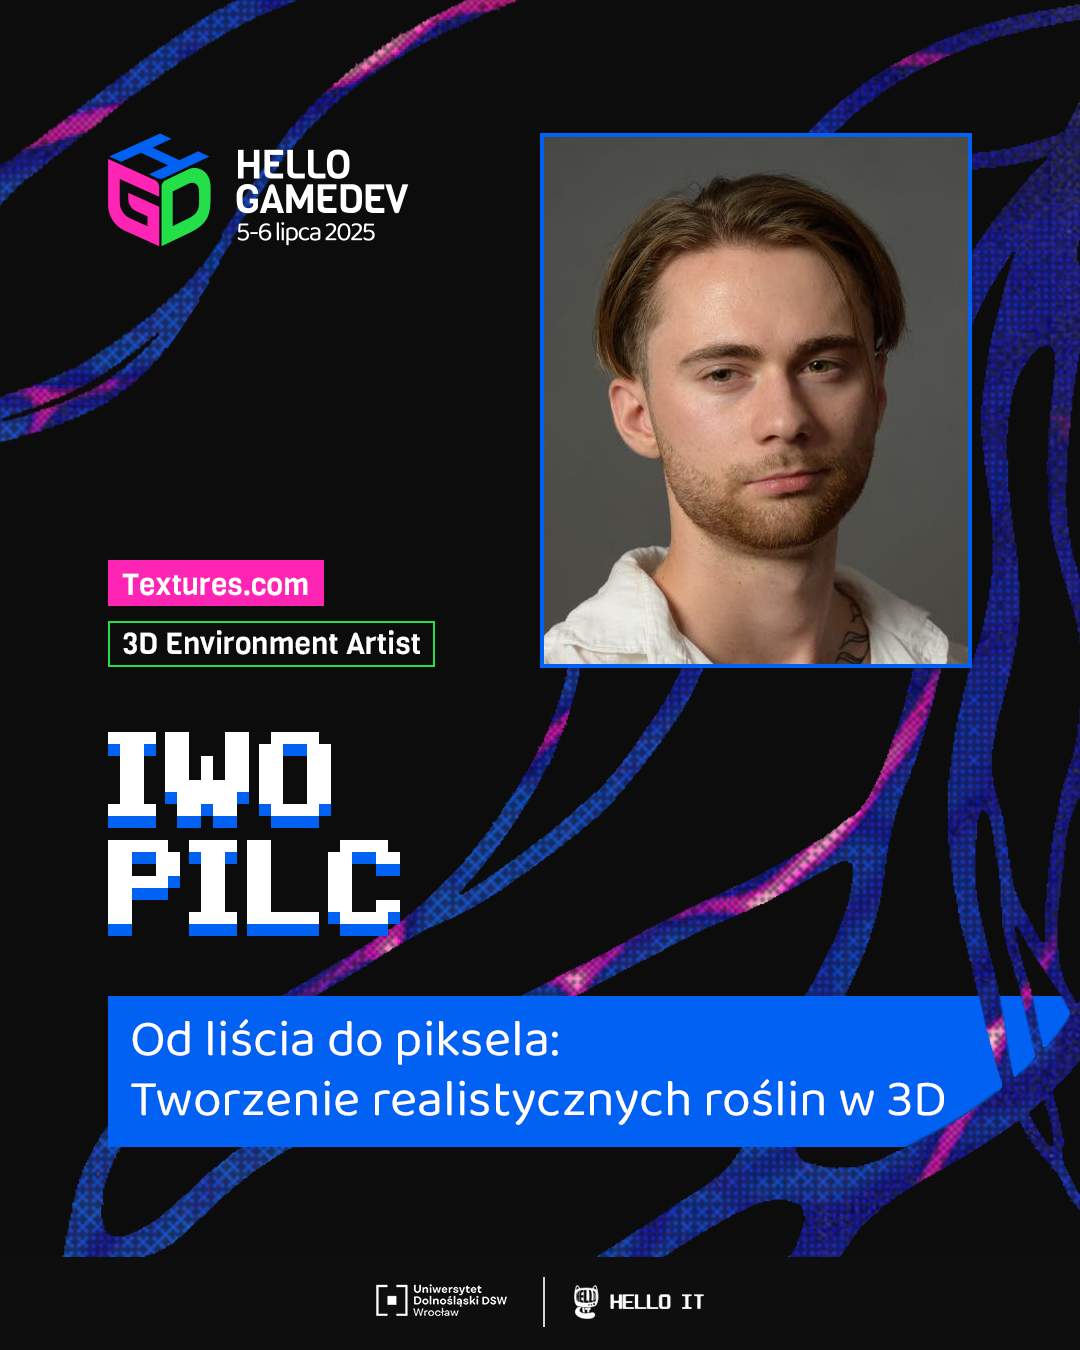 HGD
HELLO
GAMEDEV
5-6 lipca 2025
Textures.com
3D Environment Artist
IWO
PILC
Od liścia do piksela:
Tworzenie realistycznych roślin w 3D
Uniwersytet
Dolnośląski DSW
Wrocław
HELLO IT